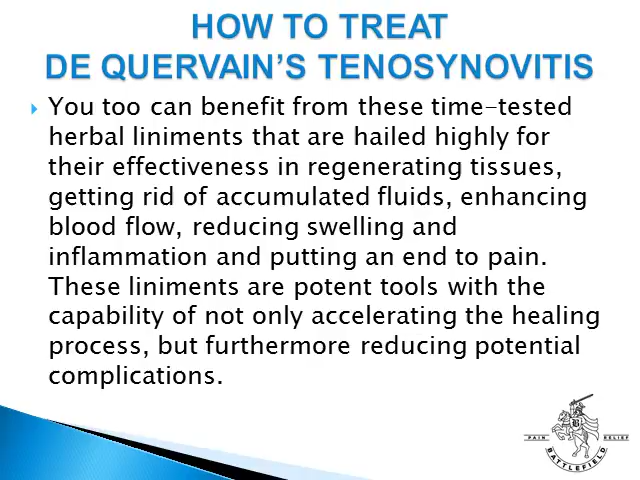 HOW TO TREAT
DE QUERVAIN’S TENOSYNOVITIS
You too can benefit from these time-tested
herbal liniments that are hailed highly for
their effectiveness in regenerating tissues,
getting rid of accumulated fluids, enhancing
blood flow, reducing swelling and
inflammation and putting an end to pain.
These liniments are potent tools with the
capability of not only accelerating the healing
process, but furthermore reducing potential
complications.
PAIN RELIEF
BATTLEFIELD